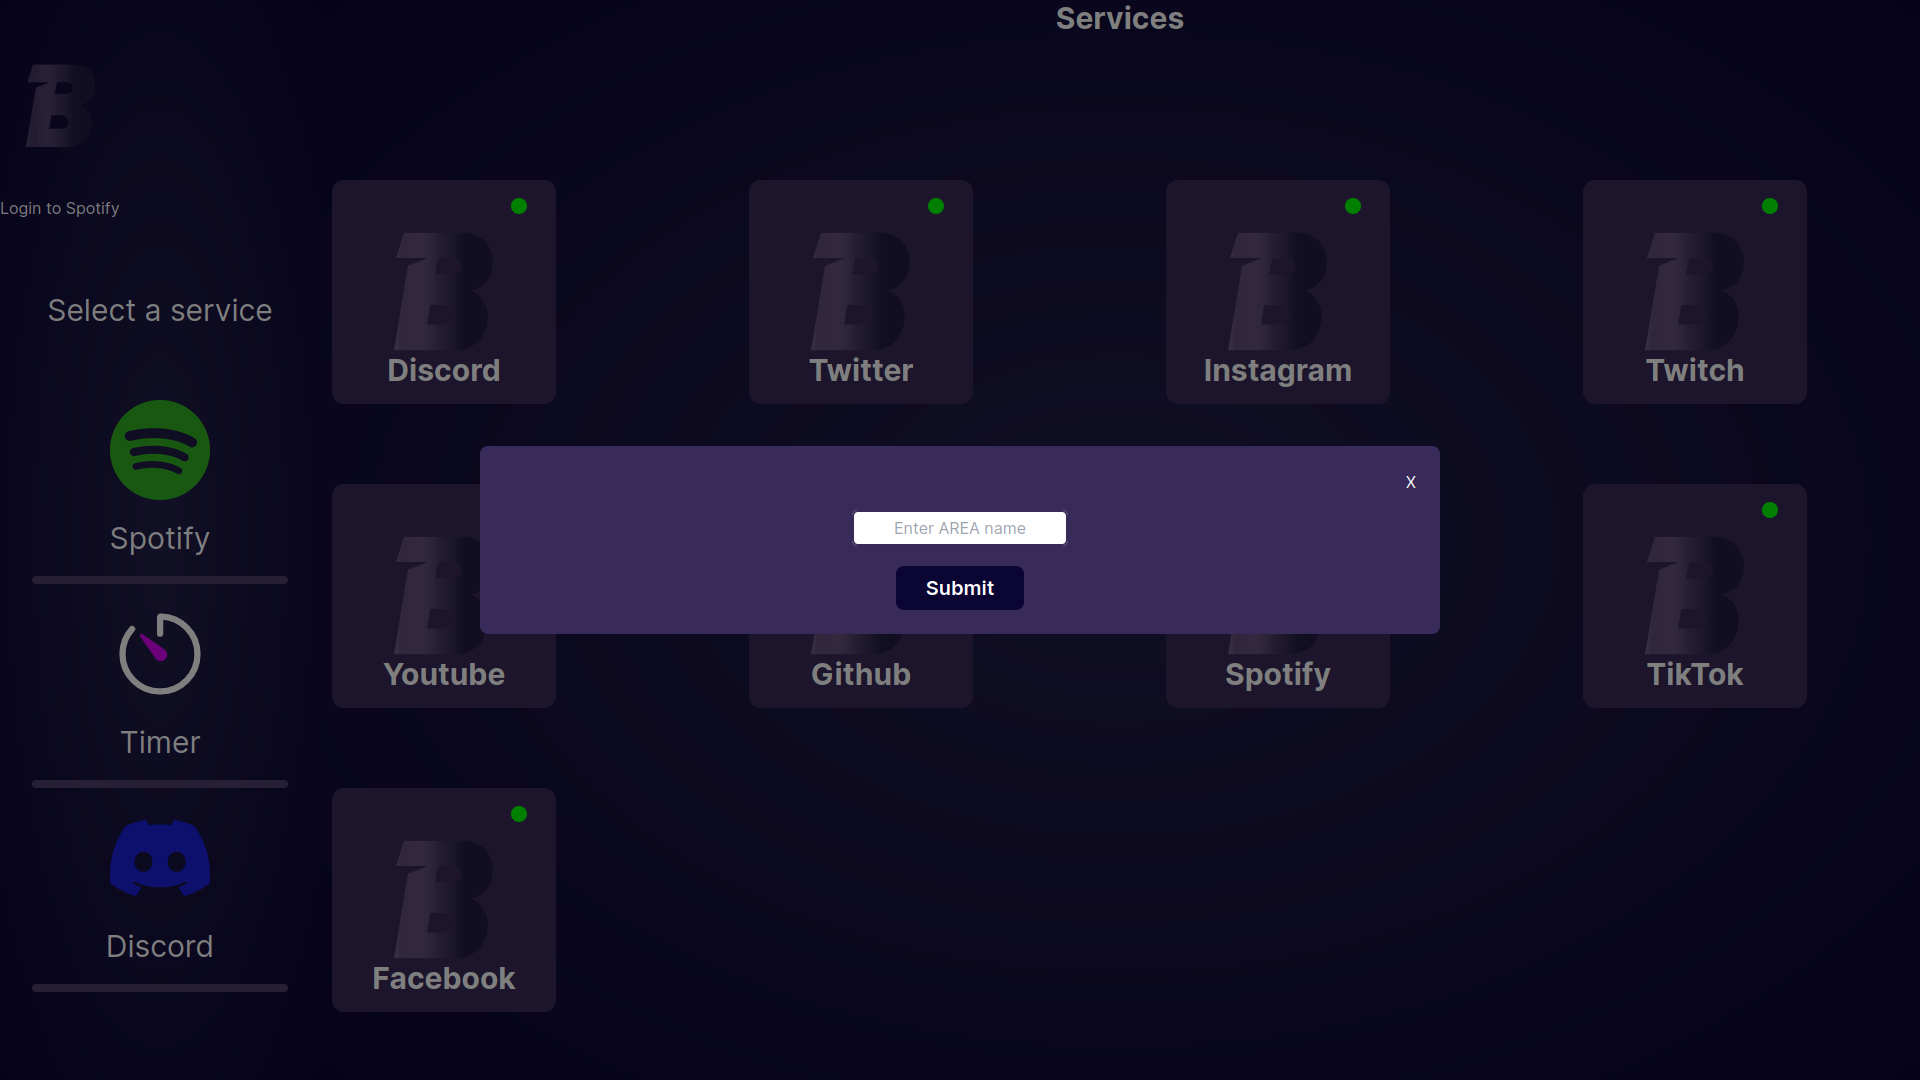 Services
Login to Spotify
Select a service
Spotify
Timer
Discord
Discord
Twitter
Instagram
Twitch
X
Enter AREA name
Submit
Youtube
Github
Spotify
TikTok
Facebook